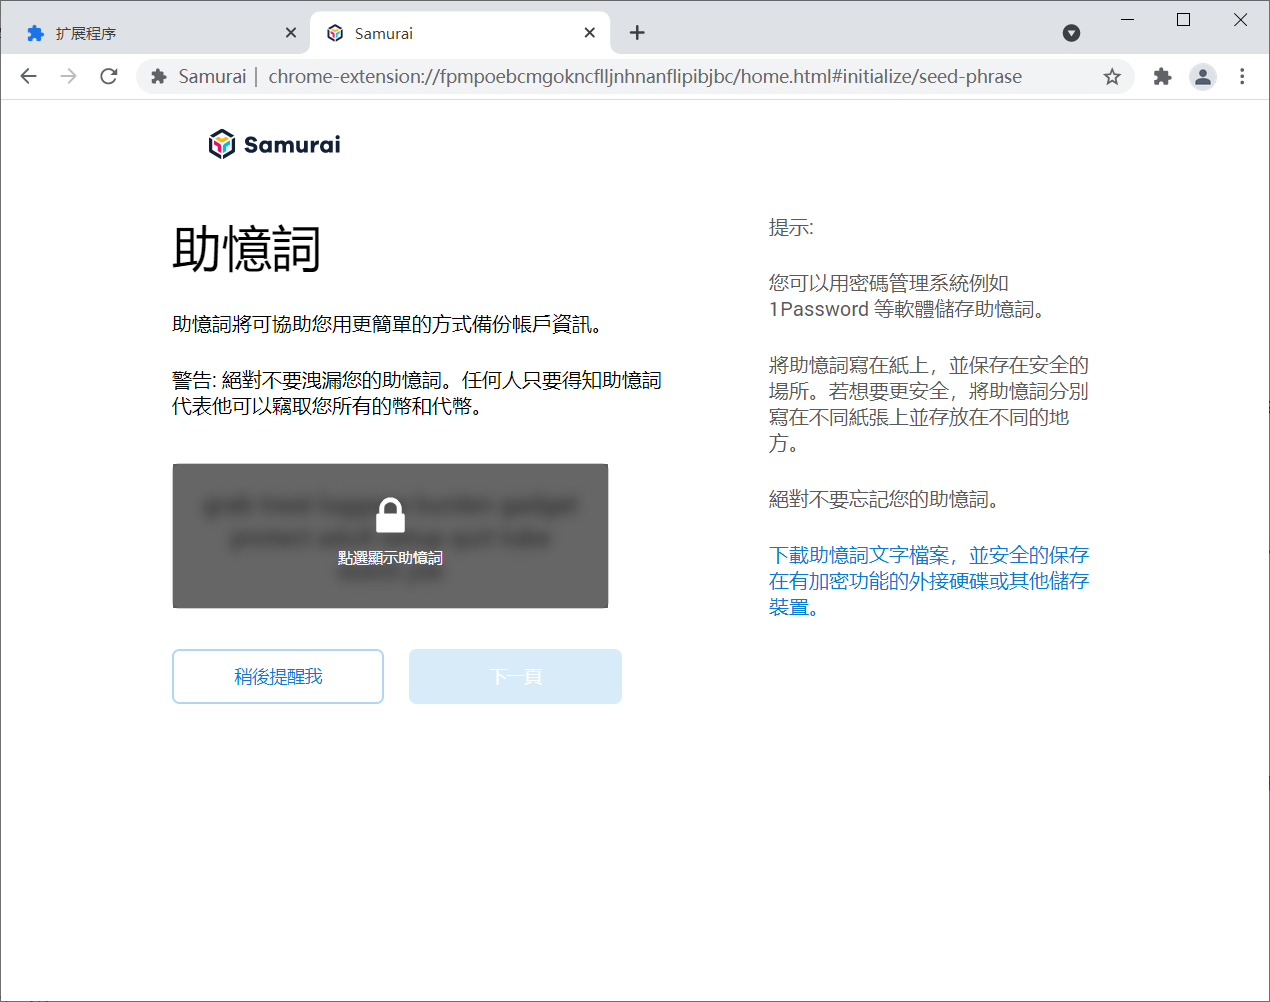 扩展程序
Samurai
Samurai | chrome-extension://fpmpoebcmgokncflljnhnanflipibjbc/home.html#initialize/seed-phrase
Samurai
助憶詞
助憶詞將可協助您用更簡單的方式備份帳戶資訊。
警告: 絕對不要洩漏您的助憶詞。任何人只要得知助憶詞
代表他可以竊取您所有的幣和代幣。
點選顯示助憶詞
稍後提醒我
下一頁
提示:
您可以用密碼管理系統例如
1Password 等軟體儲存助憶詞。
將助憶詞寫在紙上，並保存在安全的
場所。若想要更安全，將助憶詞分別
寫在不同紙張上並存放在不同的地
方。
絕對不要忘記您的助憶詞。
下載助憶詞文字檔案，並安全的保存
在有加密功能的外接硬碟或其他儲存
裝置。